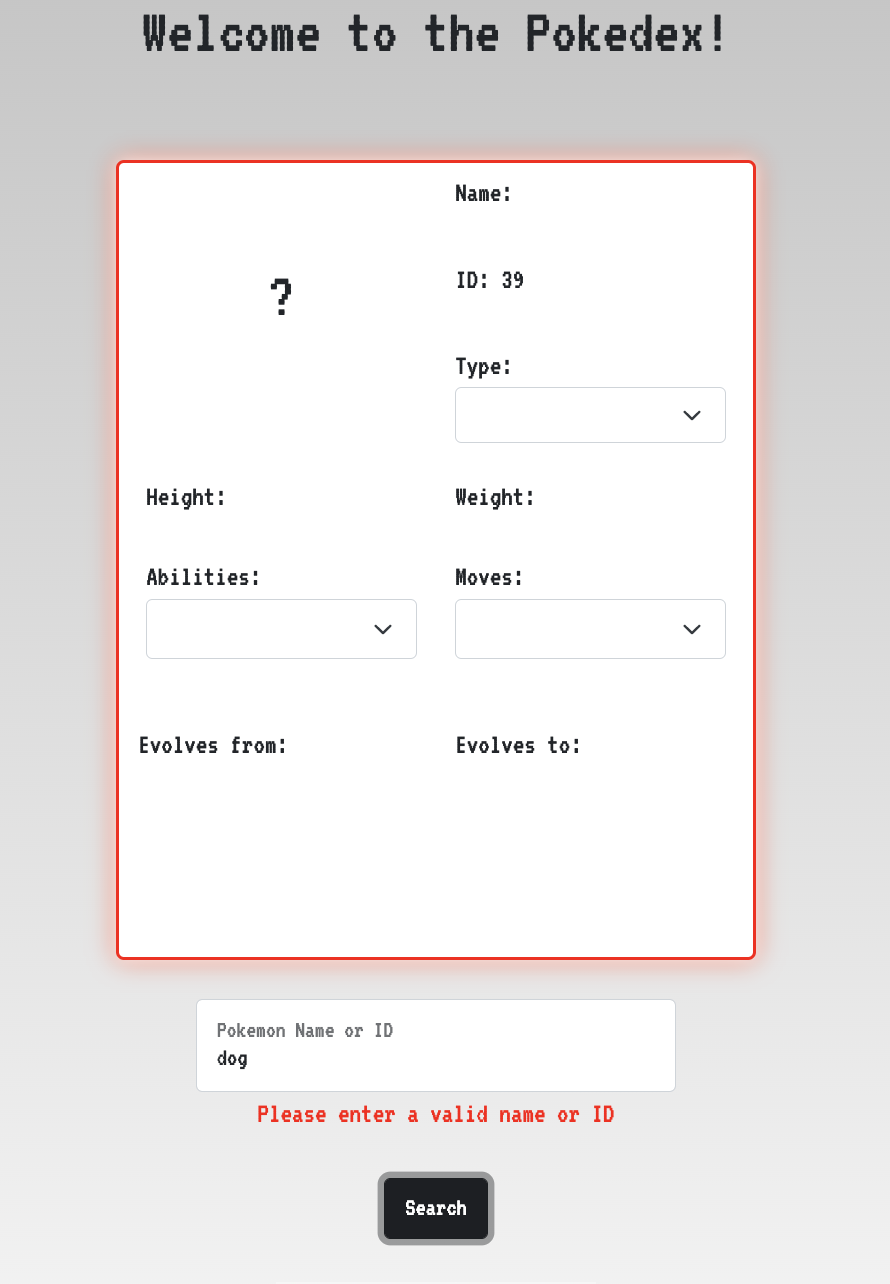 Welcome to the Pokedex!
?
Name:
ID: 39
Type:
Height:
Weight:
Abilities:
Moves:
Evolves from:
Evolves to:
Pokemon Name or ID
dog
Please enter a valid name or ID
Search